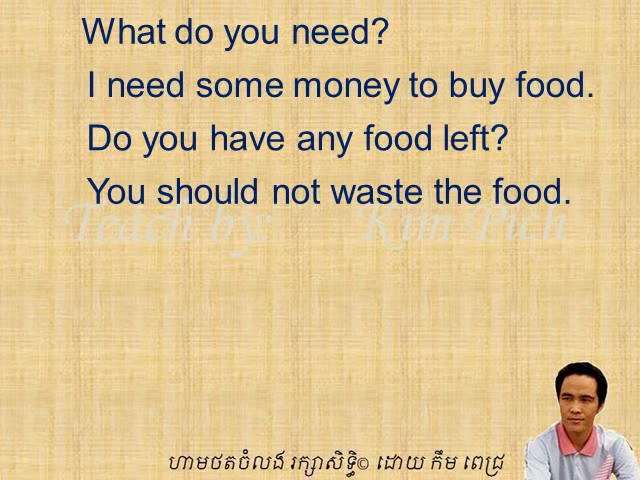 What do you need?
I need some money to buy food.
Do you have any food left?
You should not waste the food.
Teach by: Kim Pich
ហាមថតចំលង រក្សាសិទ្ធិ© ដោយ គឹម ពេជ្រ